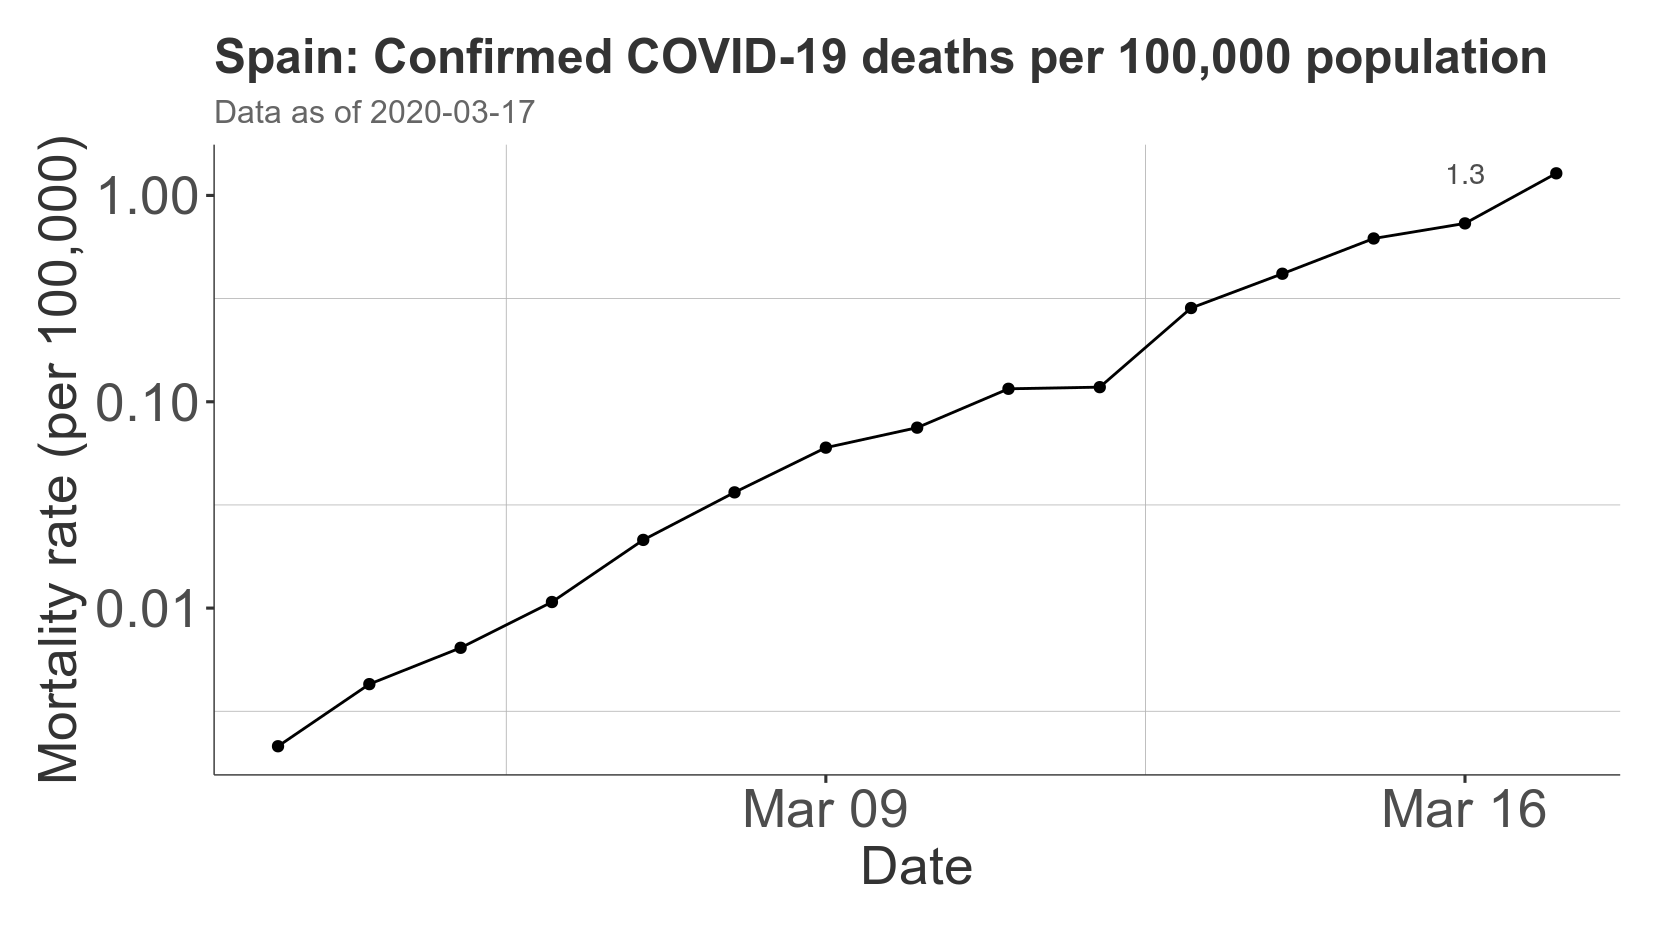 Spain: Confirmed COVID-19 deaths per 100,000 population
Data as of 2020-03-17
Mortality rate (per 100,000)
1.00
0.10
0.01
1.3
Mar 09
Mar 16
Date